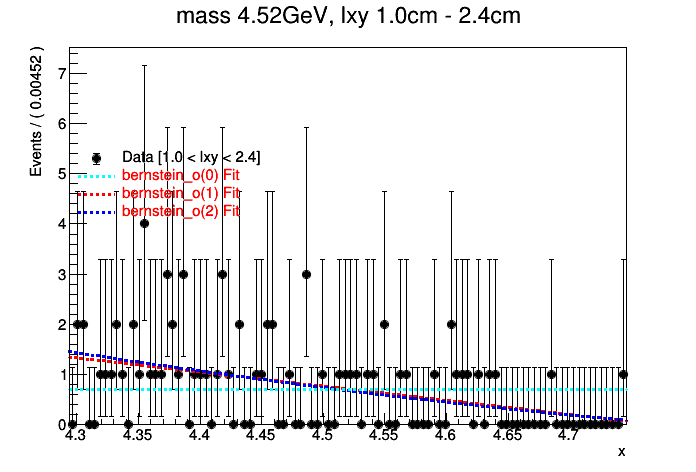 mass 4.52GeV, lxy 1.0cm - 2.4cm
Events / ( 0.00452 )
7
6
5
4
3
2
1
0
Data [1.0 < lxy < 2.4]
bernstein_o(0) Fit
bernstein_o(1) Fit
bernstein_o(2) Fit
4.3 4.35 4.4 4.45 4.5 4.55 4.6 4.65 4.7
x